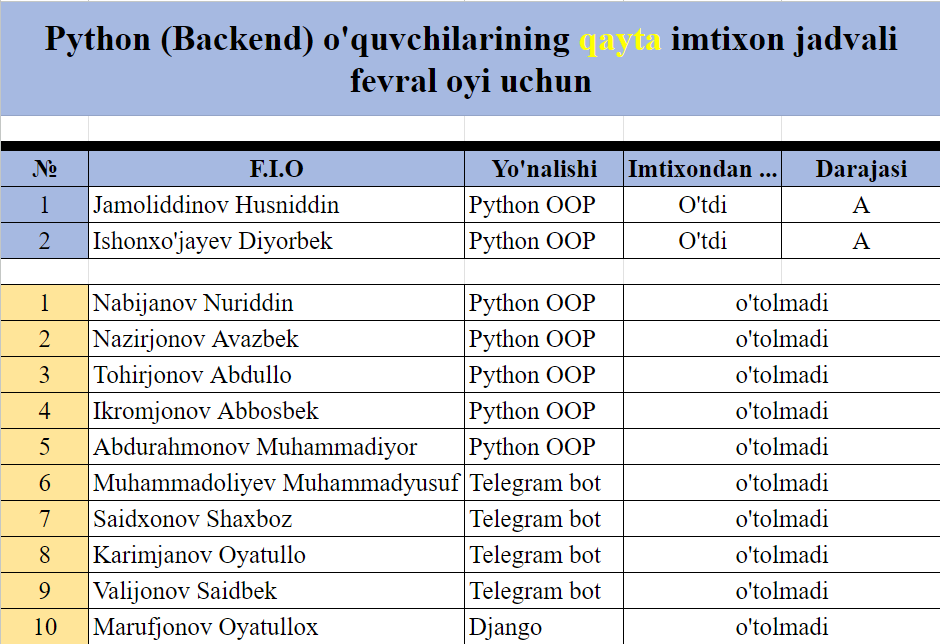 Python (Backend) o'quvchilarining qayta imtixon jadvali
fevral oyi uchun
№ F.I.O Yo'nalishi Imtixondan ... Darajasi
1 Jamoliddinov Husniddin Python OOP O'tdi A
2 Ishonxo'jayev Diyorbek Python OOP O'tdi A
1 Nabijanov Nuriddin Python OOP o'tolmadi
2 Nazirjonov Avazbek Python OOP o'tolmadi
3 Tohirjonov Abdullo Python OOP o'tolmadi
4 Ikromjonov Abbosbek Python OOP o'tolmadi
5 Abdurahmonov Muhammadiyor Python OOP o'tolmadi
6 Muhammadoliyev Muhammadyusuf Telegram bot o'tolmadi
7 Saidxonov Shaxboz Telegram bot o'tolmadi
8 Karimjanov Oyatullo Telegram bot o'tolmadi
9 Valijonov Saidbek Telegram bot o'tolmadi
10 Marufjonov Oyatullox Django o'tolmadi